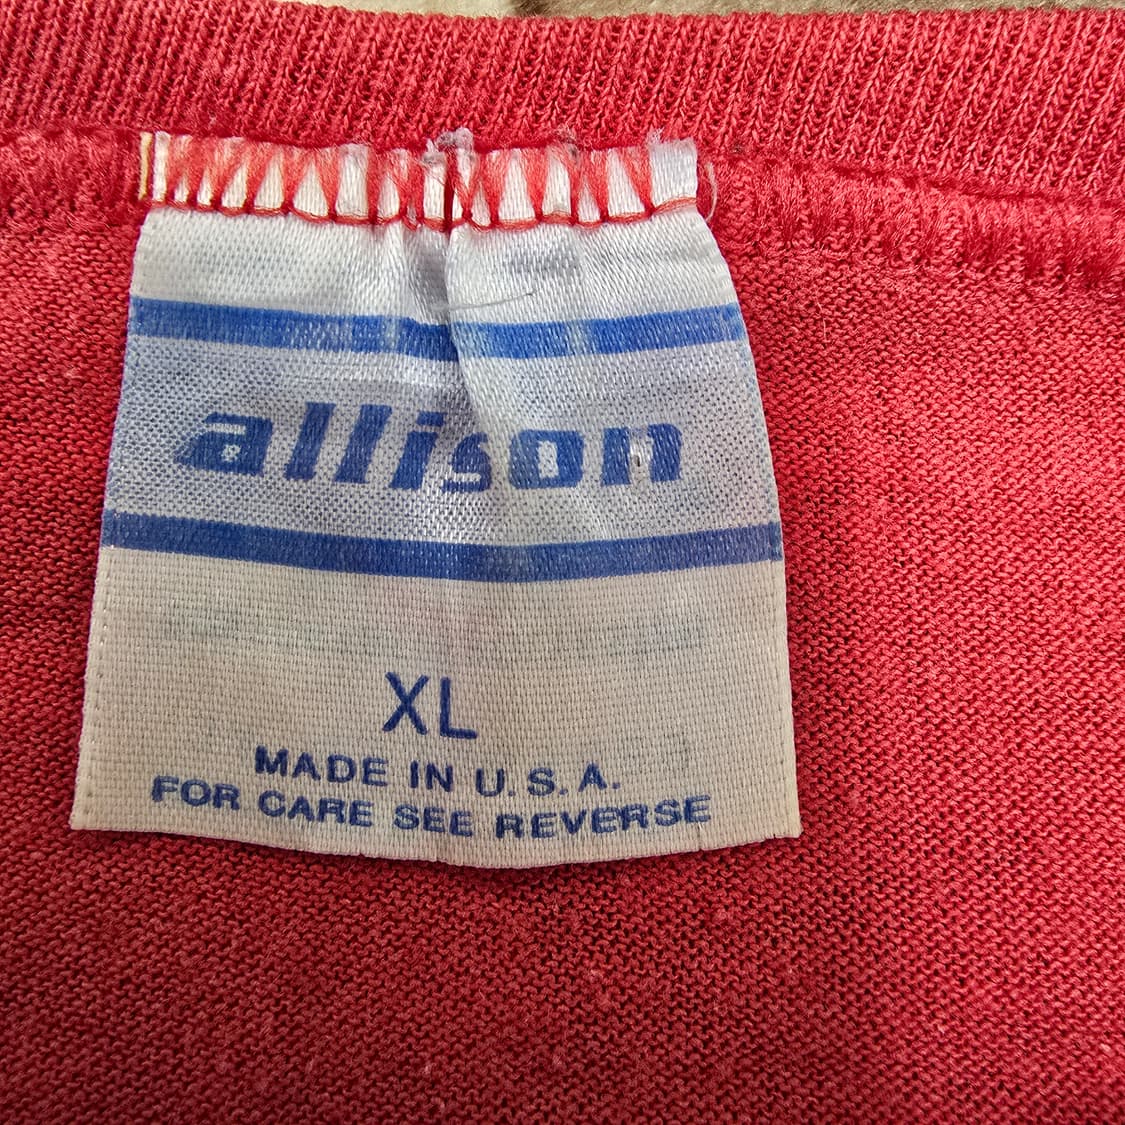 allison
XL
MADE IN U.S.A.
FOR CARE SEE REVERSE